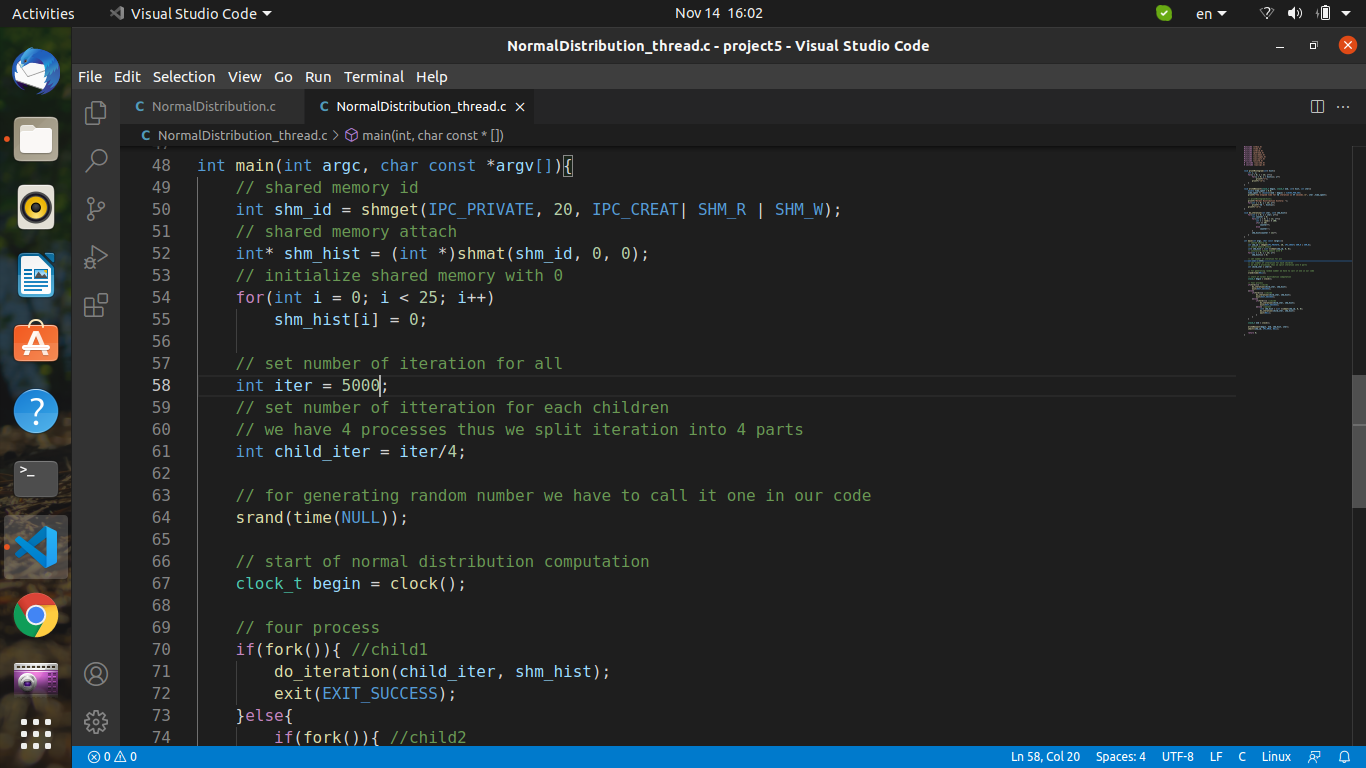 Activities
Visual Studio Code
Nov 14 16:02
en
NormalDistribution_thread.c - project5 - Visual Studio Code
File Edit Selection View Go Run Terminal Help
C NormalDistribution.c
C NormalDistribution_thread.c
C NormalDistribution_thread.c > main(int, char const * [])
48 int main(int argc, char const *argv[]){
49 // shared memory id
50 int shm_id = shmget(IPC_PRIVATE, 20, IPC_CREAT| SHM_R | SHM_W);
51 // shared memory attach
52 int* shm_hist = (int *)shmat(shm_id, 0, 0);
53 // initialize shared memory with 0
54 for(int i = 0; i < 25; i++)
55 shm_hist[i] = 0;
56
57 // set number of iteration for all
58 int iter = 5000;
59 // set number of itteration for each children
60 // we have 4 processes thus we split iteration into 4 parts
61 int child_iter = iter/4;
62
63 // for generating random number we have to call it one in our code
64 srand(time(NULL));
65
66 // start of normal distribution computation
67 clock_t begin = clock();
68
69 // four process
70 if(fork()){ //child1
71 do_iteration(child_iter, shm_hist);
72 exit(EXIT_SUCCESS);
73 }else{
74 if(fork()){ //child2
0 0
Ln 58, Col 20 Spaces: 4 UTF-8 LF C Linux